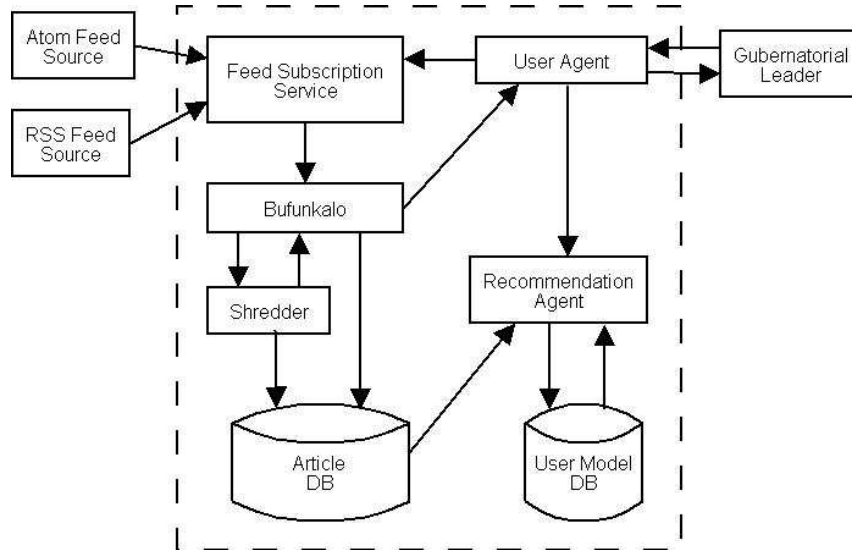 Atom Feed
Source
Feed Subscription
Service
User Agent
Gubernatorial
Leader
RSS Feed
Source
Bufunkalo
Shredder
Recommendation
Agent
Article
DB
User Model
DB